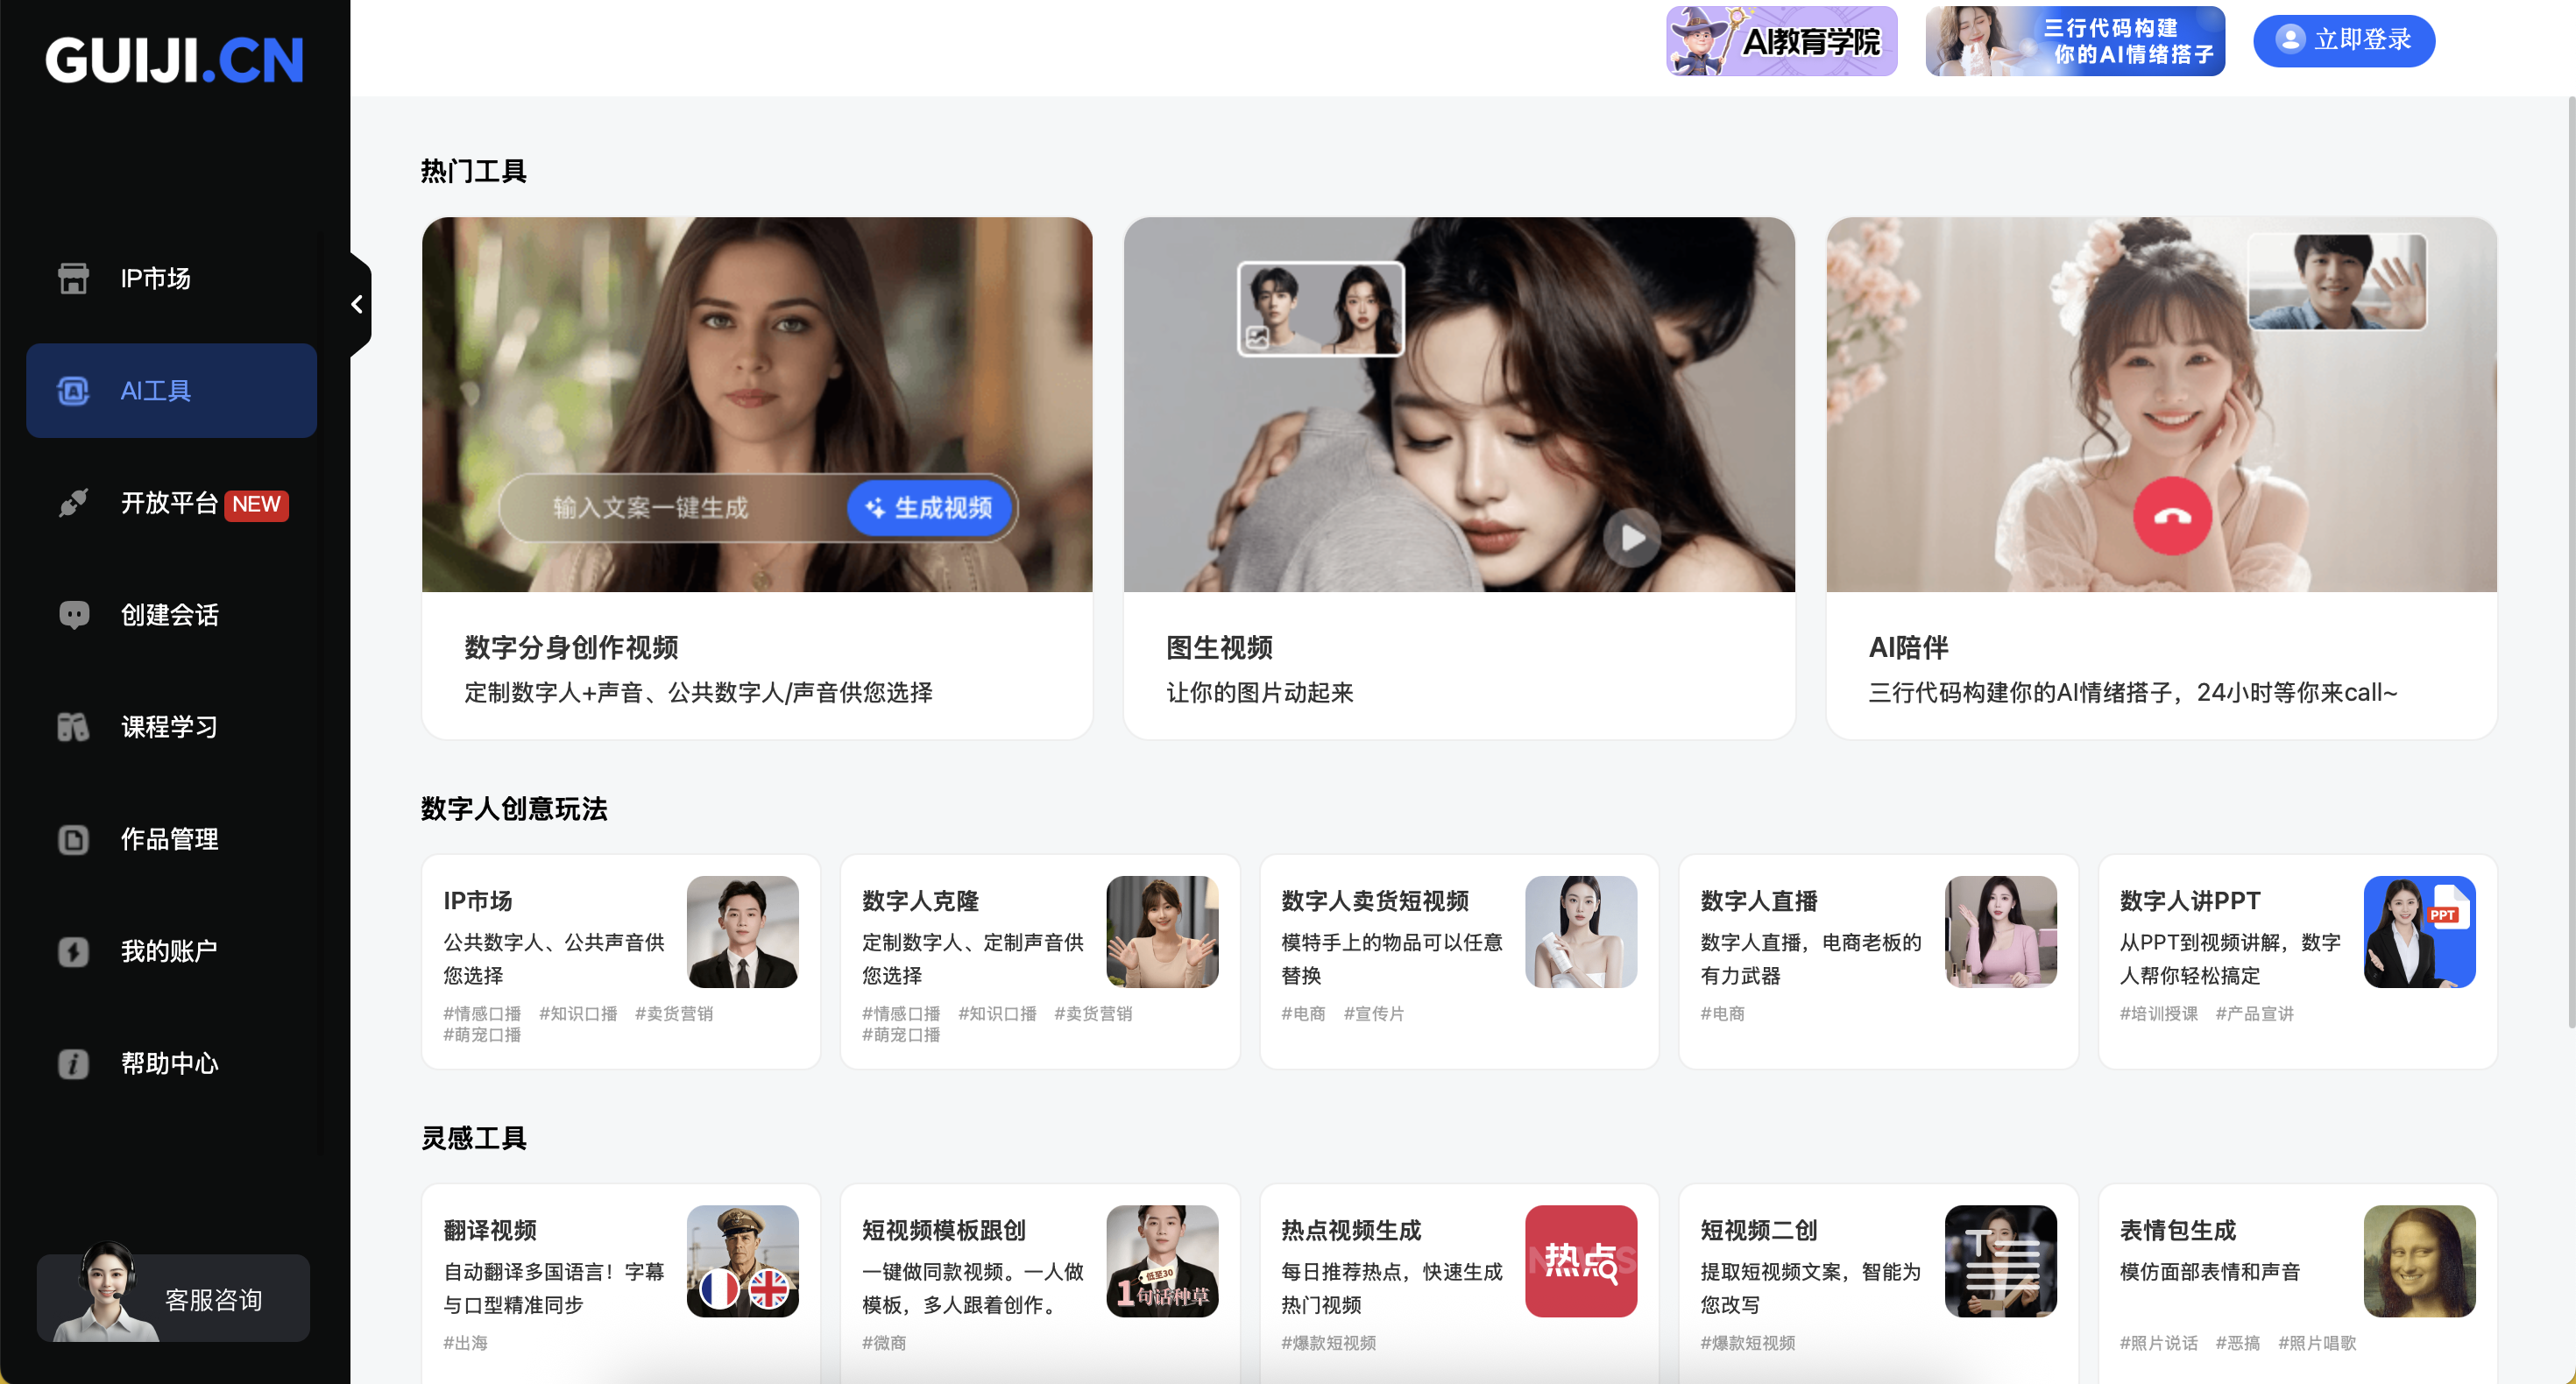 GUIJI.CN
AI教育学院
三行代码构建
你的AI情绪搭子
立即登录
IP市场
AI工具
开放平台 NEW
创建会话
课程学习
作品管理
我的账户
帮助中心
客服咨询
热门工具
输入文案一键生成
生成视频
数字分身创作视频
定制数字人+声音、公共数字人/声音供您选择
图生视频
让你的图片动起来
AI陪伴
三行代码构建你的AI情绪搭子，24小时等你来call~
数字人创意玩法
IP市场
公共数字人、公共声音供
您选择
#情感口播 #知识口播 #卖货营销
#萌宠口播
数字人克隆
定制数字人、定制声音供
您选择
#情感口播 #知识口播 #卖货营销
#萌宠口播
数字人卖货短视频
模特手上的物品可以任意
替换
#电商 #宣传片
数字人直播
数字人直播，电商老板的
有力武器
#电商
数字人讲PPT
从PPT到视频讲解，数字
人帮你轻松搞定
#培训授课 #产品宣讲
PPT
灵感工具
翻译视频
自动翻译多国语言！字幕
与口型精准同步
#出海
短视频模板跟创
一键做同款视频。一人做
模板，多人跟着创作。
#微商
低至30
1句话种草
热点视频生成
每日推荐热点，快速生成
热门视频
#爆款短视频
NEWS
热点
短视频二创
提取短视频文案，智能为
您改写
#爆款短视频
T
表情包生成
模仿面部表情和声音
#照片说话 #恶搞 #照片唱歌